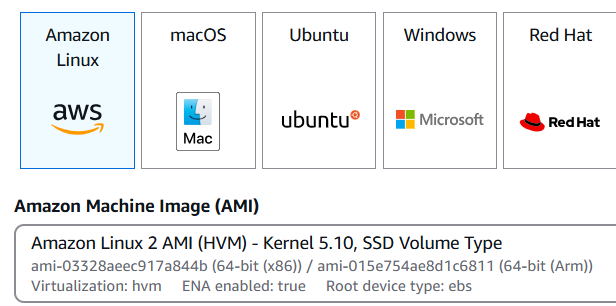 Amazon
Linux
aws
macOS
Mac
Ubuntu
ubuntu
Windows
Microsoft
Red Hat
Red Hat
Amazon Machine Image (AMI)
Amazon Linux 2 AMI (HVM) - Kernel 5.10, SSD Volume Type
ami-03328aeec917a844b (64-bit (x86)) / ami-015e754ae8d1c6811 (64-bit (Arm))
Virtualization: hvm ENA enabled: true Root device type: ebs